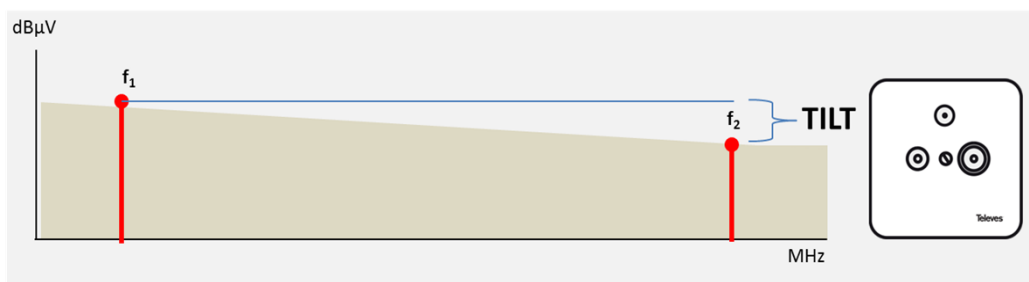 dBµV
f₁
f₂
TILT
Televes
MHz